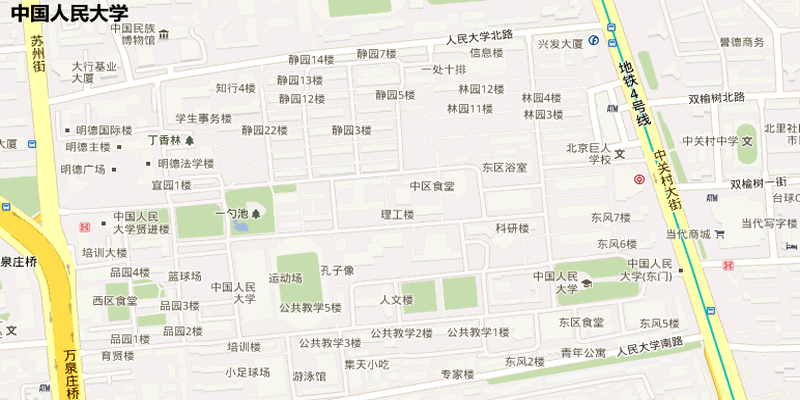 中国人民大学
中国民族
博物馆
苏州街
大行基业
大厦
静园14楼
静园7楼
人民大学北路
信息楼
兴发大厦
誉德商务
静园13楼
一处十排
知行4楼
静园12楼
静园5楼
林园12楼
林园11楼
林园4楼
林园3楼
地铁4号线
双榆树北路
ATM
学生事务楼
明德国际楼
明德主楼
丁香林
静园22楼
静园3楼
大厦
北京巨人
学校
文
中关村中学
文
北里社
市
明德广场
明德法学楼
宜园1楼
东区浴室
中区食堂
中关村大街
双榆树一街
ATM
台球
中国人民
大学贤进楼
一勺池
理工楼
科研楼
东风7楼
当代写字楼
当代商城
东风6楼
培训大楼
泉庄桥
品园4楼
篮球场
中国人民
大学
运动场
孔子像
中国人民
大学
中国人民
大学(东门)
西区食堂
品园3楼
公共教学5楼
人文楼
文
品园1楼
品园2楼
公共教学2楼
公共教学1楼
东区食堂
东风5楼
育贤楼
培训楼
公共教学3楼
青年公寓
人民大学南路
万泉庄桥
ATM
小足球场
游泳馆
集天小吃
专家楼
东风2楼
ATM